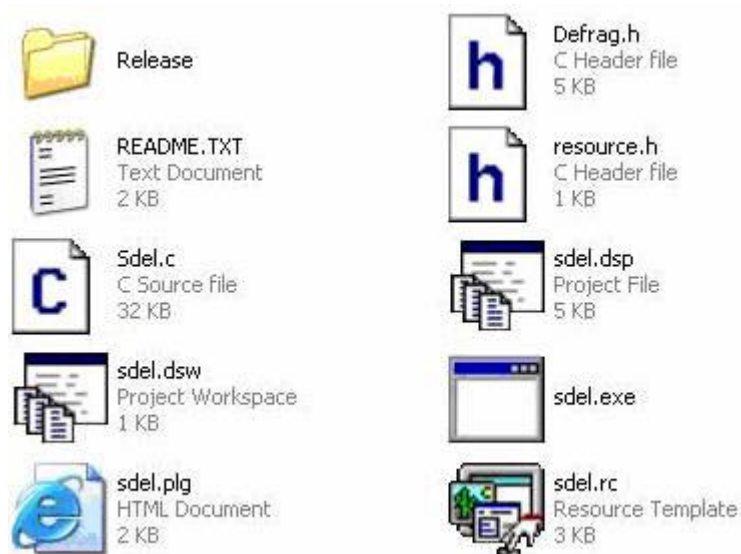 Release
Defrag.h
C Header file
5 KB
README.TXT
Text Document
2 KB
h
resource.h
C Header file
1 KB
h
Sdel.c
C Source file
32 KB
C
sdel.dsp
Project File
5 KB
sdel.dsw
Project Workspace
1 KB
sdel.exe
sdel.plg
HTML Document
2 KB
sdel.rc
Resource Template
3 KB